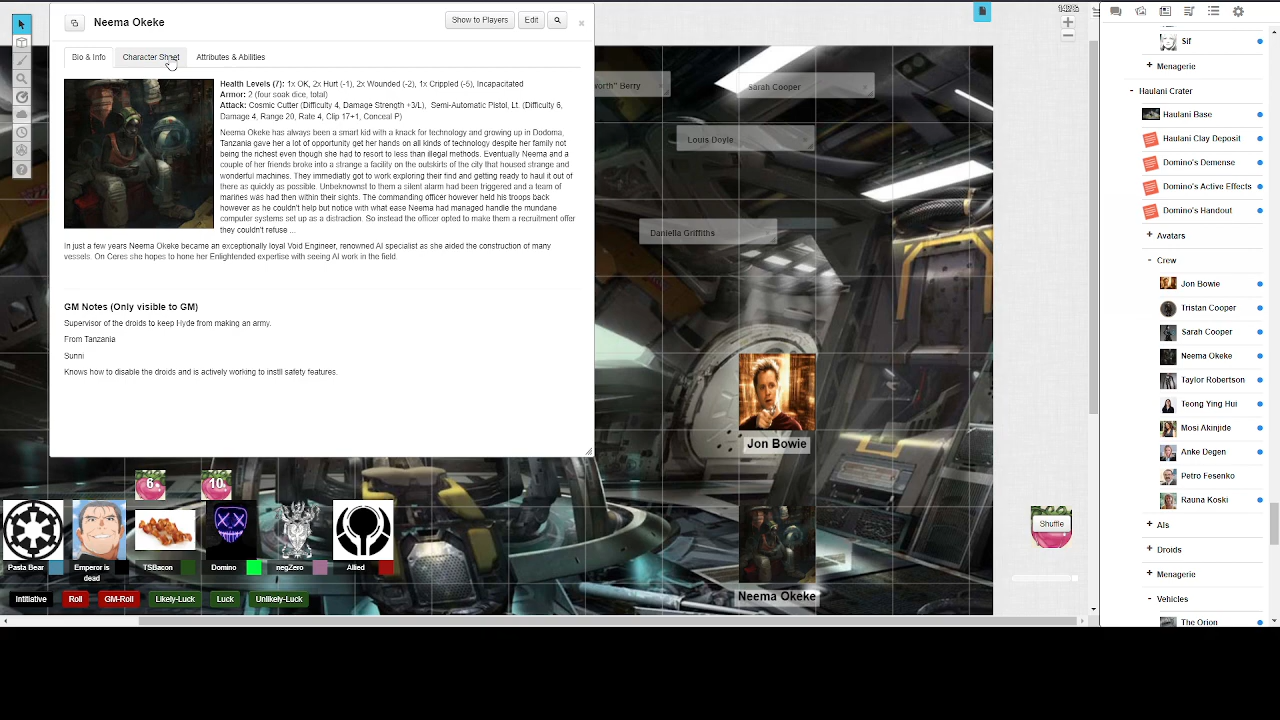 Neema Okeke
Show to Players
Edit
Bio & Info
Character Sheet
Attributes & Abilities
Health Levels (7): 1x OK, 2x Hurt (-1), 2x Wounded (-2), 1x Crippled (-5), Incapacitated
Armor: 2 (four soak dice, total)
Attack: Cosmic Cutter (Difficulty 4, Damage Strength +3/L), Semi-Automatic Pistol, Lt. (Difficulty 6,
Damage 4, Range 20, Rate 4, Clip 17+1, Conceal P)
Neema Okeke has always been a smart kid with a knack for technology and growing up in Dodoma,
Tanzania gave her a lot of opportunity get her hands on all kinds of technology despite her family no
being the richest even though she had to resort to less than illegal methods. Eventually Neema and a
couple of her friends broke into a strange a facility on the outskirts of the city that housed strange and
wonderful machines. They immediatly got to work exploring their find and getting ready to haul it out of
there as quickly as possible. Unbeknownst to them a silent alarm had been triggered and a team of
marines was had them within their sights. The commanding officer however held his troops back
however as he couldn't help but notice with what ease Neema had managed handle the mundane
computer systems set up as a distraction. So instead the officer opted to make them a recruitment offer
they couldn't refuse ...
In just a few years Neema Okeke became an exceptionally loyal Void Engineer, renowned AI specialist as she aided the construction of many
vessels. On Ceres she hopes to hone her Enlightended expertise with seeing AI work in the field.
GM Notes (Only visible to GM)
Supervisor of the droids to keep Hyde from making an army.
From Tanzania
Sunni
Knows how to disable the droids and is actively working to instill safety features.
Berry
Sarah Cooper
Louis Doyle
Daniella Griffiths
Jon Bowie
Neema Okeke
6
10
Pasta Bear
Emperor is
dead
TSBacon
Domino
negZero
Allied
Intitiative
Roll
GM-Roll
Likely-Luck
Luck
Unlikely-Luck
Shuffle
Sif
Menagerie
Haulani Crater
Haulani Base
Haulani Clay Deposit
Domino's Demense
Domino's Active Effects
Domino's Handout
Avatars
Crew
Jon Bowie
Tristan Cooper
Sarah Cooper
Neema Okeke
Taylor Robertson
Teong Ying Hui
Mosi Akinjide
Anke Degen
Petro Fesenko
Rauna Koski
AIs
Droids
Menagerie
Vehicles
The Orion